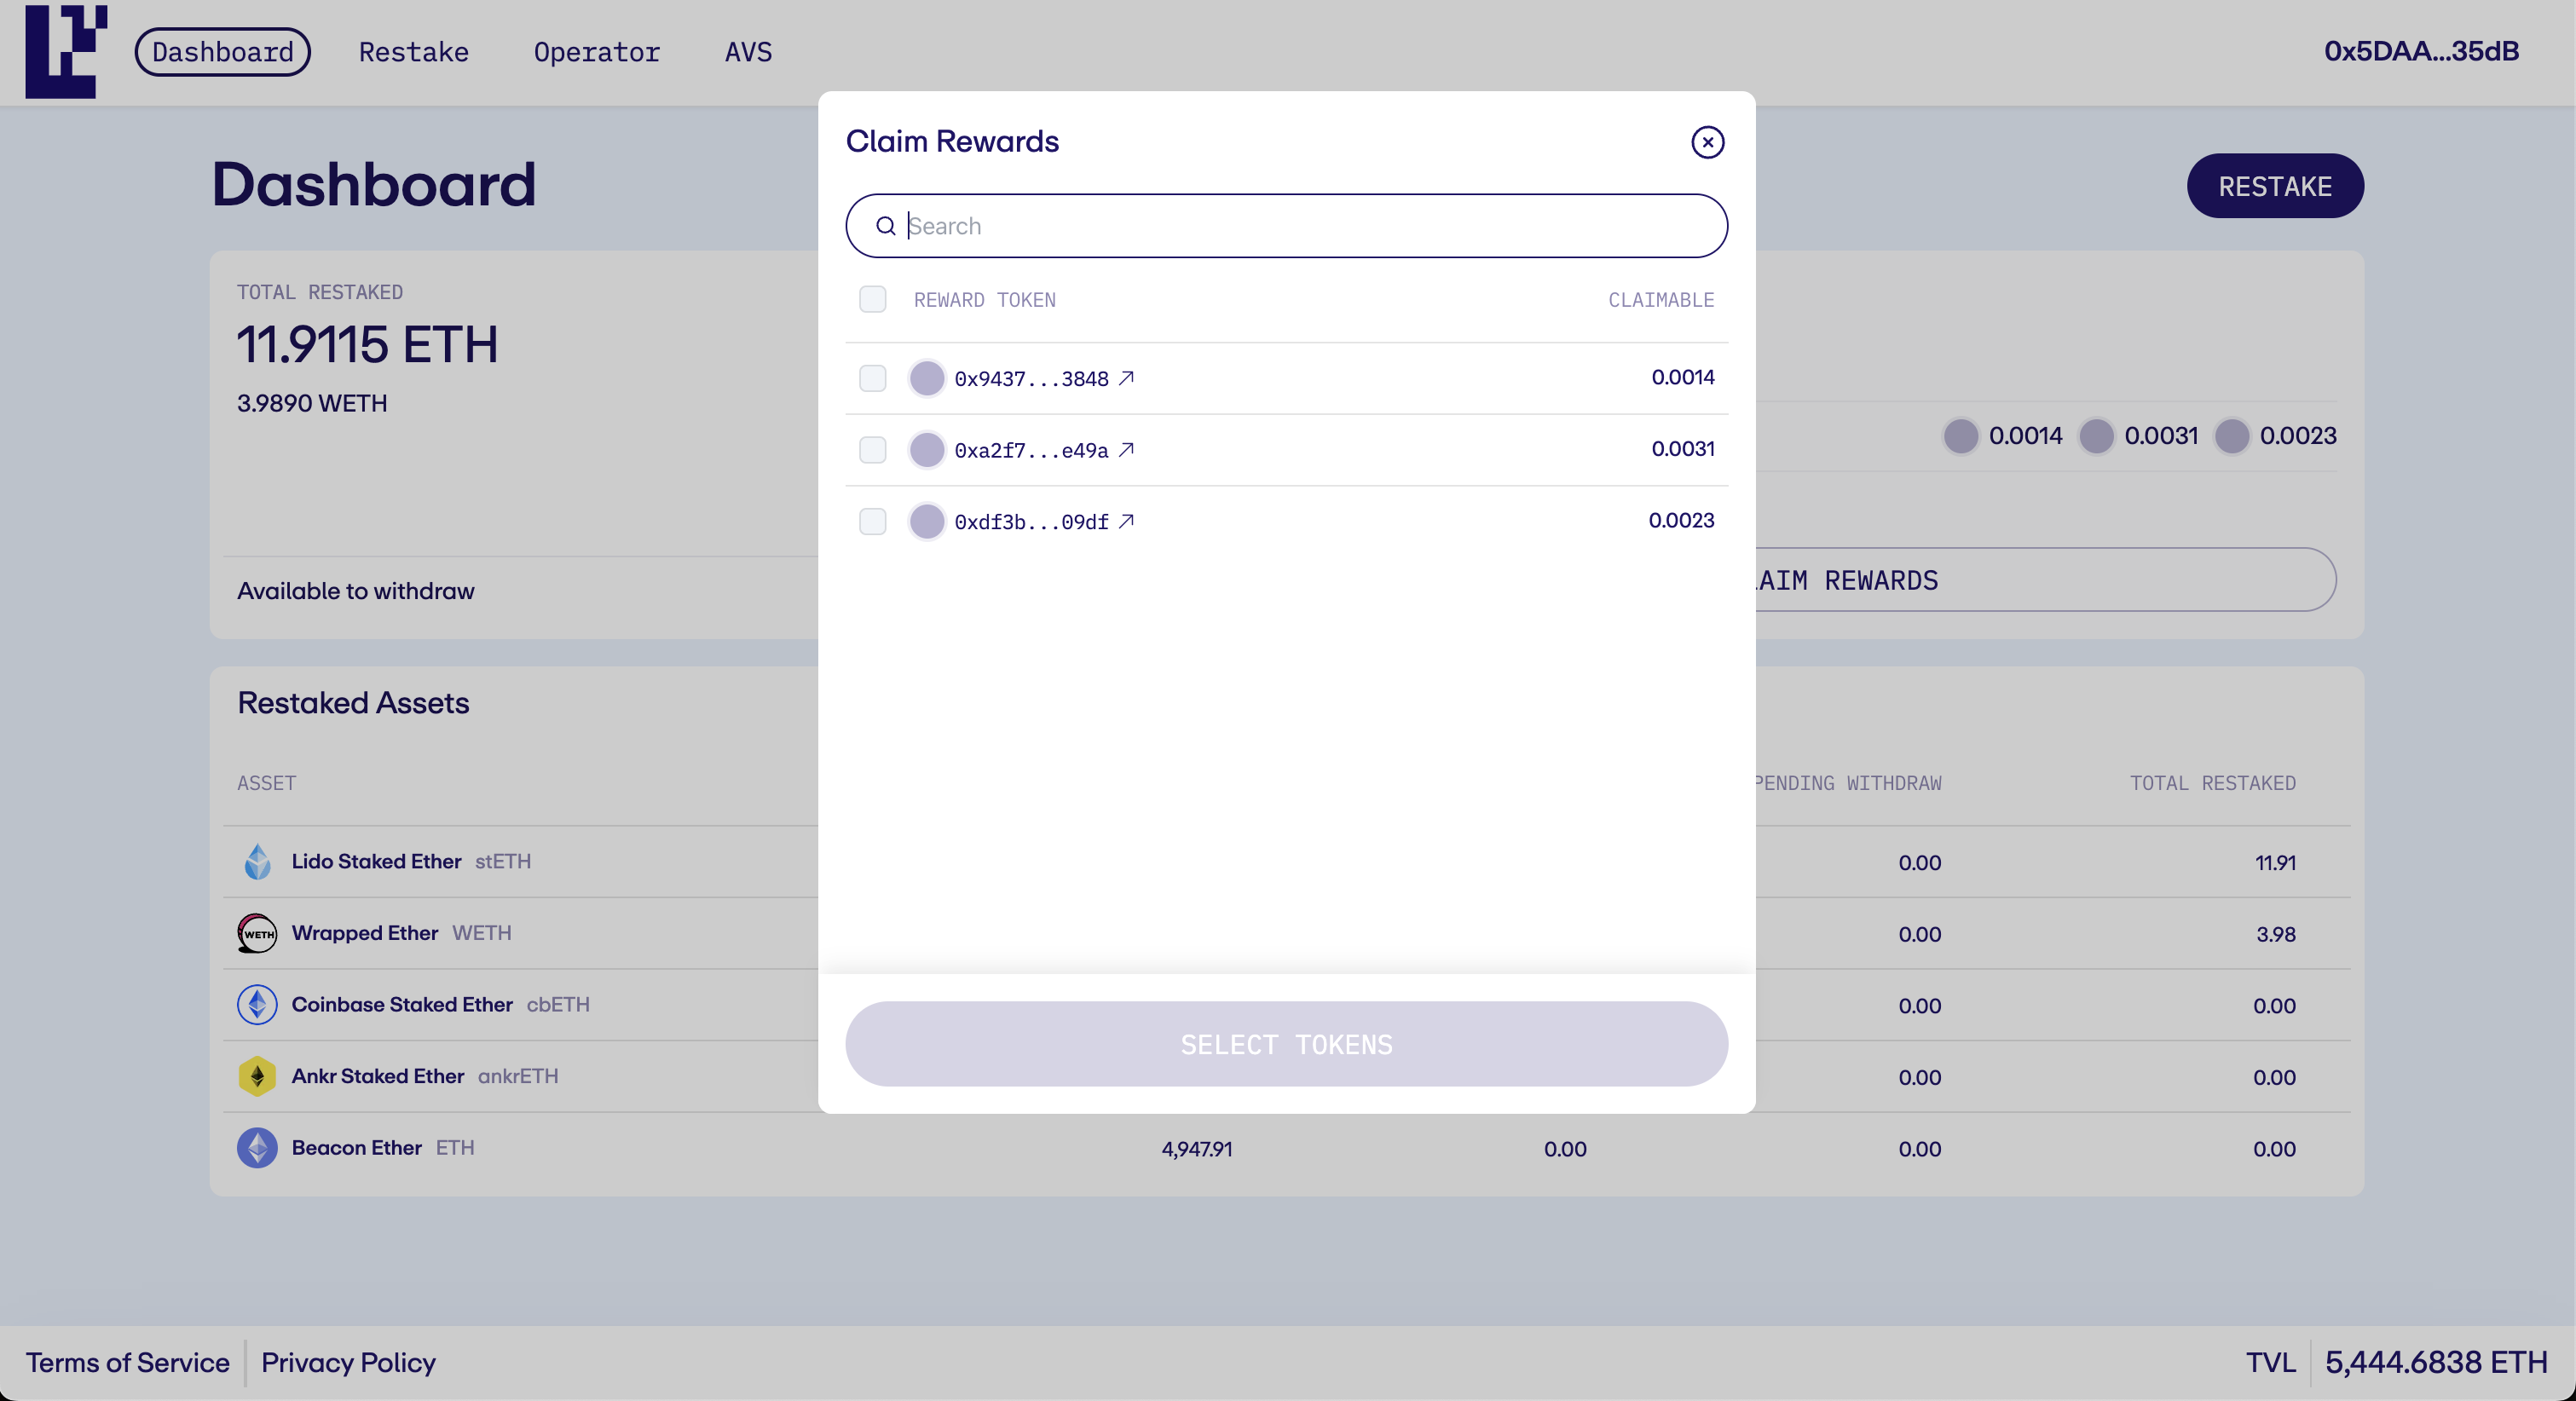 Dashboard Restake Operator AVS 0x5DAA...35dB
Dashboard
RESTAKE
TOTAL RESTAKED
11.9115 ETH
3.9890 WETH
Available to withdraw
Claim Rewards
Search
REWARD TOKEN CLAIMABLE
0x9437...3848 0.0014
0xa2f7...e49a 0.0031
0xdf3b...09df 0.0023
SELECT TOKENS
0.0014 0.0031 0.0023
AIM REWARDS
Restaked Assets
ASSET PENDING WITHDRAW TOTAL RESTAKED
Lido Staked Ether stETH 0.00 11.91
WETH Wrapped Ether WETH 0.00 3.98
Coinbase Staked Ether cbETH 0.00 0.00
Ankr Staked Ether ankrETH 0.00 0.00
Beacon Ether ETH 4,947.91 0.00 0.00 0.00
Terms of Service Privacy Policy TVL 5,444.6838 ETH